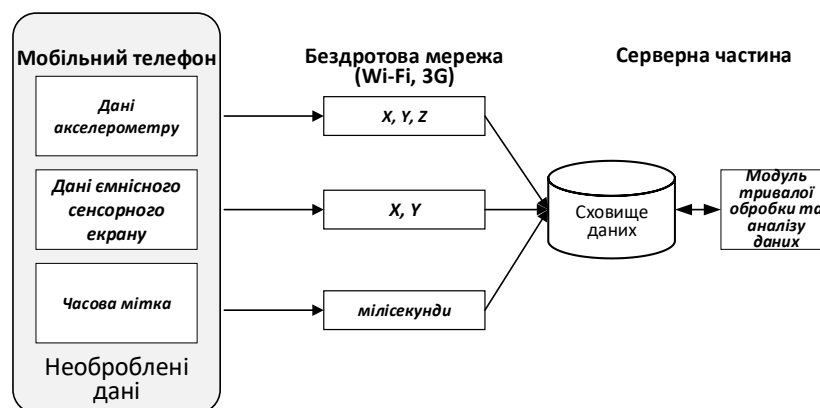 Мобільний телефон
Дані
акселерометру
Дані ємнісного
сенсорного
екрану
Часова мітка
Необроблені
дані
Бездротова мережа
(Wi-Fi, 3G)
X, Y, Z
X, Y
мілісекунди
Серверна частина
Сховище
даних
Модуль
тривалої
обробки та
аналізу
даних